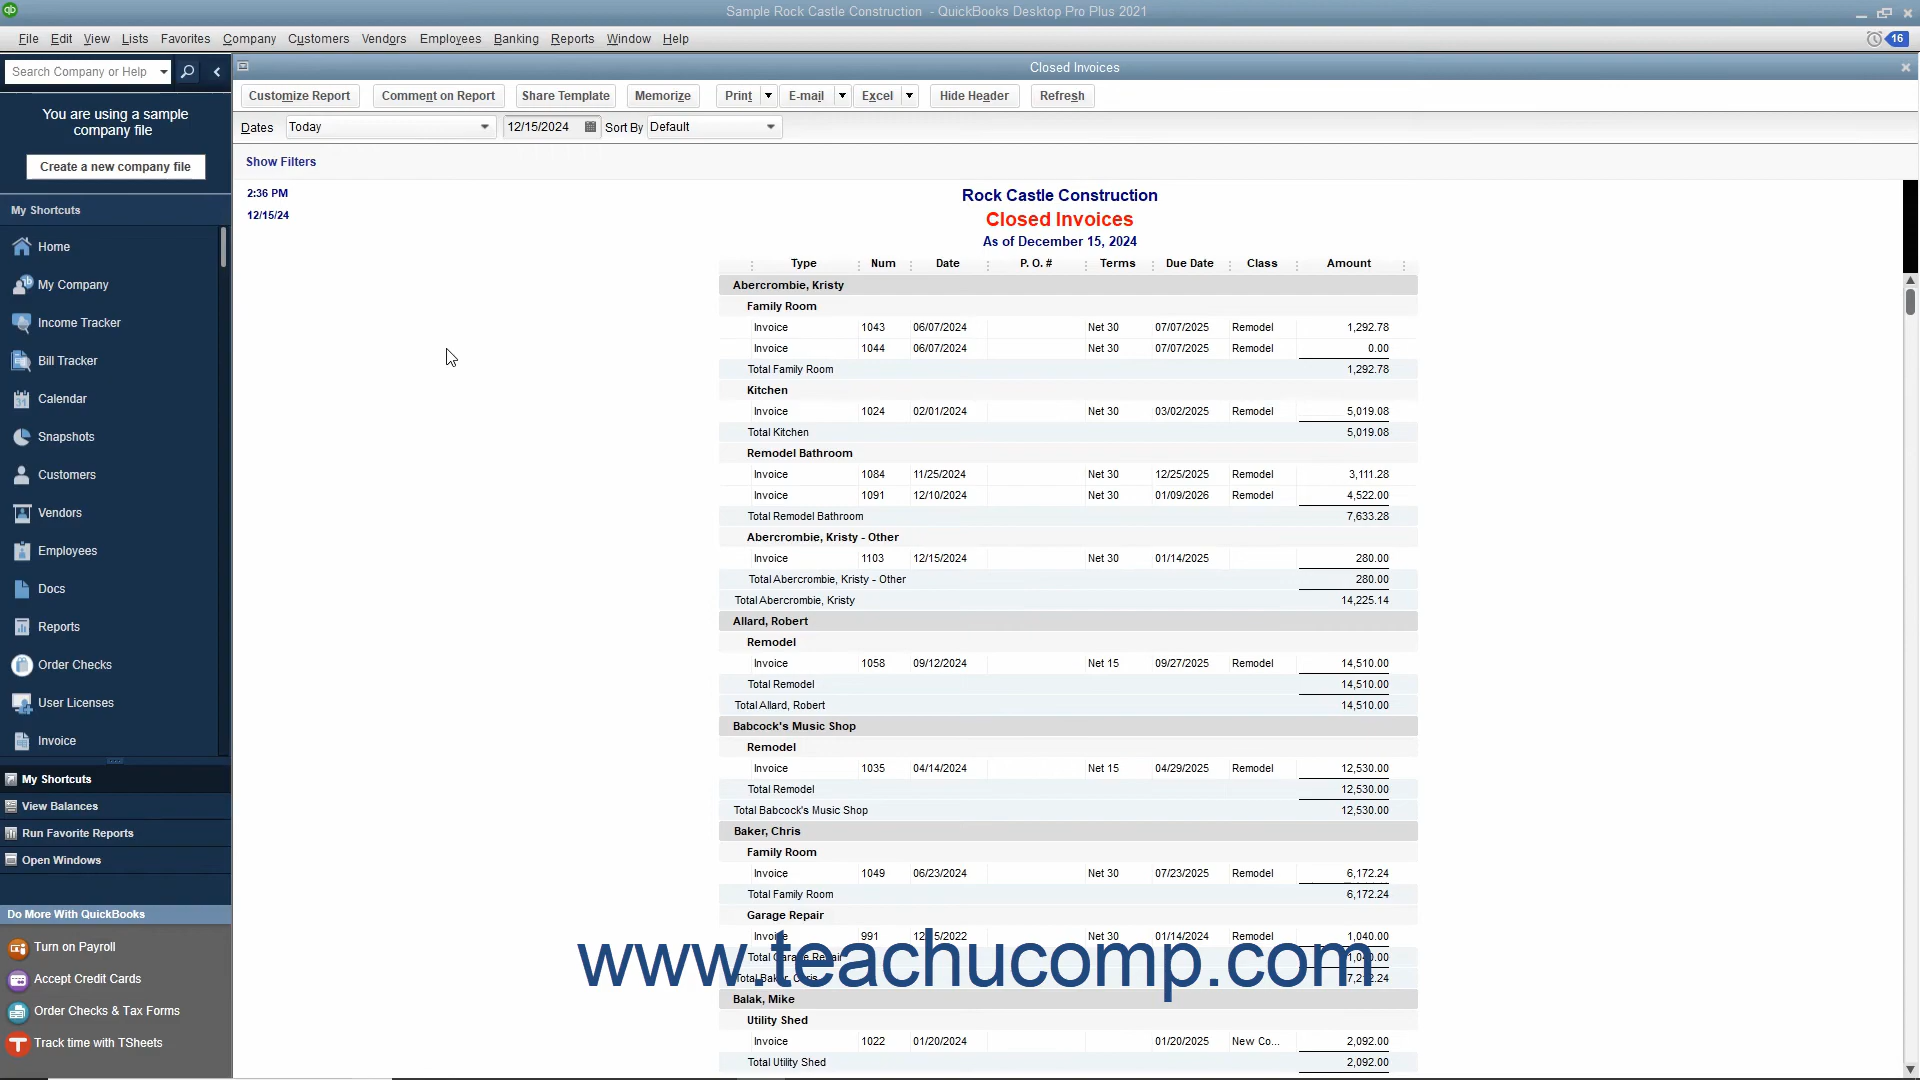 Sample Rock Castle Construction - QuickBooks Desktop Pro Plus 2021
File Edit View Lists Favorites Company Customers Vendors Employees Banking Reports Window Help
16
Search Company or Help
Closed Invoices
You are using a sample
company file
Create a new company file
Customize Report Comment on Report Share Template Memorize Print E-mail Excel Hide Header Refresh
Dates Today 12/15/2024 Sort By Default
Show Filters
My Shortcuts
Home
My Company
Income Tracker
Bill Tracker
31 Calendar
Snapshots
Customers
Vendors
Employees
Docs
Reports
Order Checks
User Licenses
Invoice
My Shortcuts
View Balances
Run Favorite Reports
Open Windows
Do More With QuickBooks
Turn on Payroll
Accept Credit Cards
Order Checks & Tax Forms
Track time with TSheets
2:36 PM
12/15/24
Rock Castle Construction
Closed Invoices
As of December 15, 2024
Type Num Date P. O. # Terms Due Date Class Amount
Abercrombie, Kristy
Family Room
Invoice 1043 06/07/2024 Net 30 07/07/2025 Remodel 1,292.78
Invoice 1044 06/07/2024 Net 30 07/07/2025 Remodel 0.00
Total Family Room 1,292.78
Kitchen
Invoice 1024 02/01/2024 Net 30 03/02/2025 Remodel 5,019.08
Total Kitchen 5,019.08
Remodel Bathroom
Invoice 1084 11/25/2024 Net 30 12/25/2025 Remodel 3,111.28
Invoice 1091 12/10/2024 Net 30 01/09/2026 Remodel 4,522.00
Total Remodel Bathroom 7,633.28
Abercrombie, Kristy - Other
Invoice 1103 12/15/2024 Net 30 01/14/2025 280.00
Total Abercrombie, Kristy - Other 280.00
Total Abercrombie, Kristy 14,225.14
Allard, Robert
Remodel
Invoice 1058 09/12/2024 Net 15 09/27/2025 Remodel 14,510.00
Total Remodel 14,510.00
Total Allard, Robert 14,510.00
Babcock's Music Shop
Remodel
Invoice 1035 04/14/2024 Net 15 04/29/2025 Remodel 12,530.00
Total Remodel 12,530.00
Total Babcock's Music Shop 12,530.00
Baker, Chris
Family Room
Invoice 1049 06/23/2024 Net 30 07/23/2025 Remodel 6,172.24
Total Family Room 6,172.24
Garage Repair
Invoice 991 12/15/2022 Net 30 01/14/2024 Remodel 1,040.00
Total Garage Repair 1,040.00
Total Baker, Chris 7,212.24
www.teachucomp.com
Balak, Mike
Utility Shed
Invoice 1022 01/20/2024 01/20/2025 New Co... 2,092.00
Total Utility Shed 2,092.00